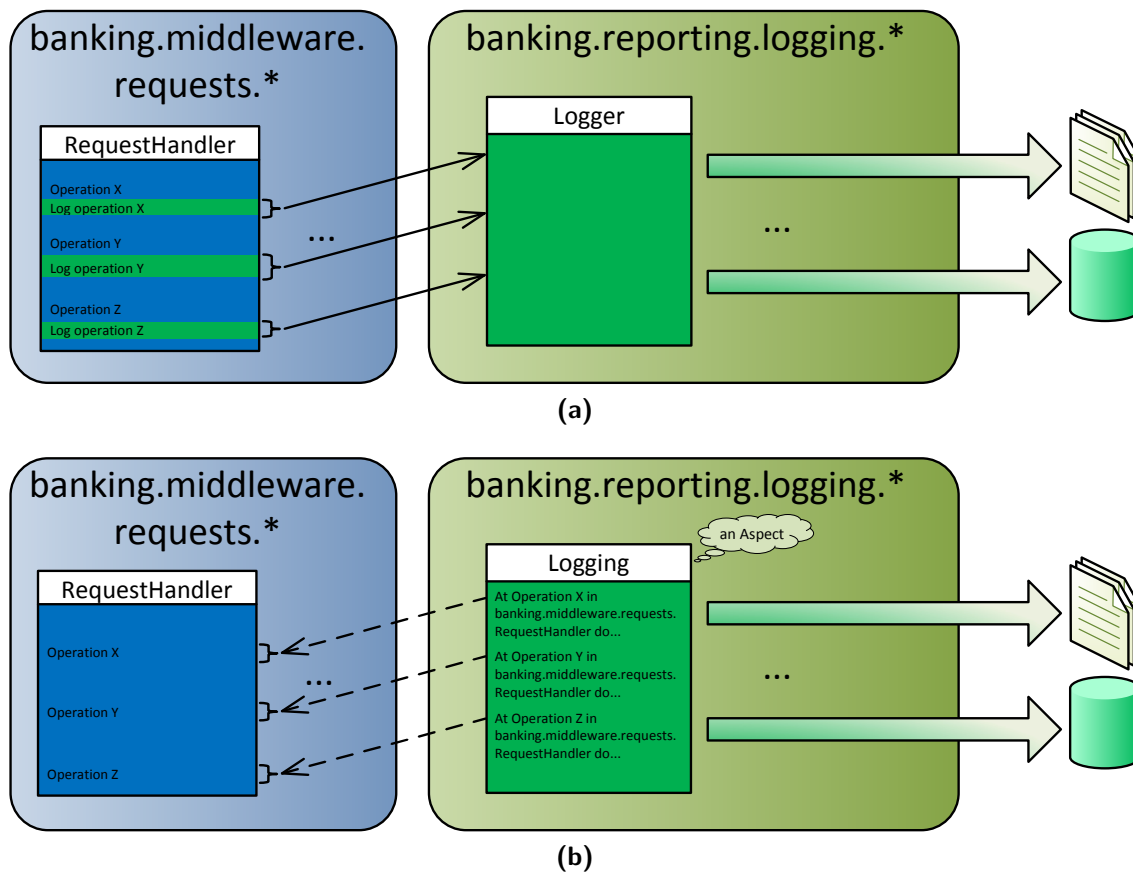 banking.middleware.
requests.*
RequestHandler
Operation X
Log operation X
Operation Y
Log operation Y
Operation Z
Log operation Z
...
banking.reporting.logging.*
Logger
...
(a)
banking.middleware.
requests.*
RequestHandler
Operation X
Operation Y
Operation Z
...
banking.reporting.logging.*
an Aspect
Logging
At Operation X in
banking.middleware.requests.
RequestHandler do...
At Operation Y in
banking.middleware.requests.
RequestHandler do...
At Operation Z in
banking.middleware.requests.
RequestHandler do...
...
(b)